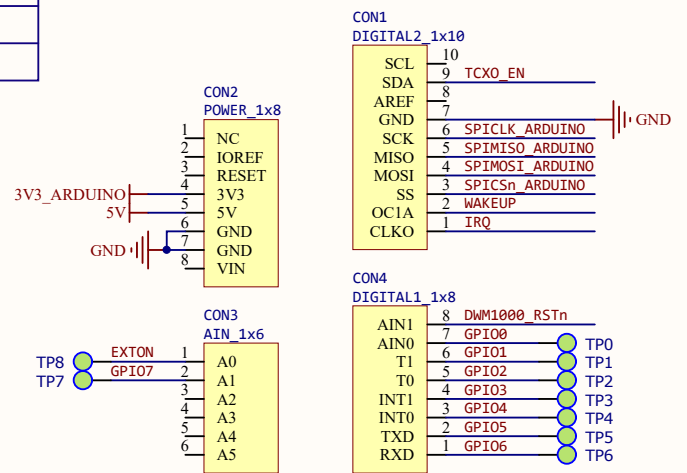 CON1
DIGITAL2_1x10
SCL 10
SDA 9 TCXO_EN
AREF 8
GND 7 GND
SCK 6 SPICLK_ARDUINO
MISO 5 SPIMISO_ARDUINO
MOSI 4 SPIMOSI_ARDUINO
SS 3 SPICSn_ARDUINO
OC1A 2 WAKEUP
CLKO 1 IRQ
CON2
POWER_1x8
1 NC
2 IOREF
3 RESET
3V3_ARDUINO 4 3V3
5V 5 5V
6 GND
GND 7 GND
8 VIN
CON3
AIN_1x6
TP8 EXTON 1 A0
TP7 GPIO7 2 A1
3 A2
4 A3
5 A4
6 A5
CON4
DIGITAL1_1x8
AIN1 8 DWM1000_RSTn
AIN0 7 GPIO0 TP0
T1 6 GPIO1 TP1
T0 5 GPIO2 TP2
INT1 4 GPIO3 TP3
INT0 3 GPIO4 TP4
TXD 2 GPIO5 TP5
RXD 1 GPIO6 TP6